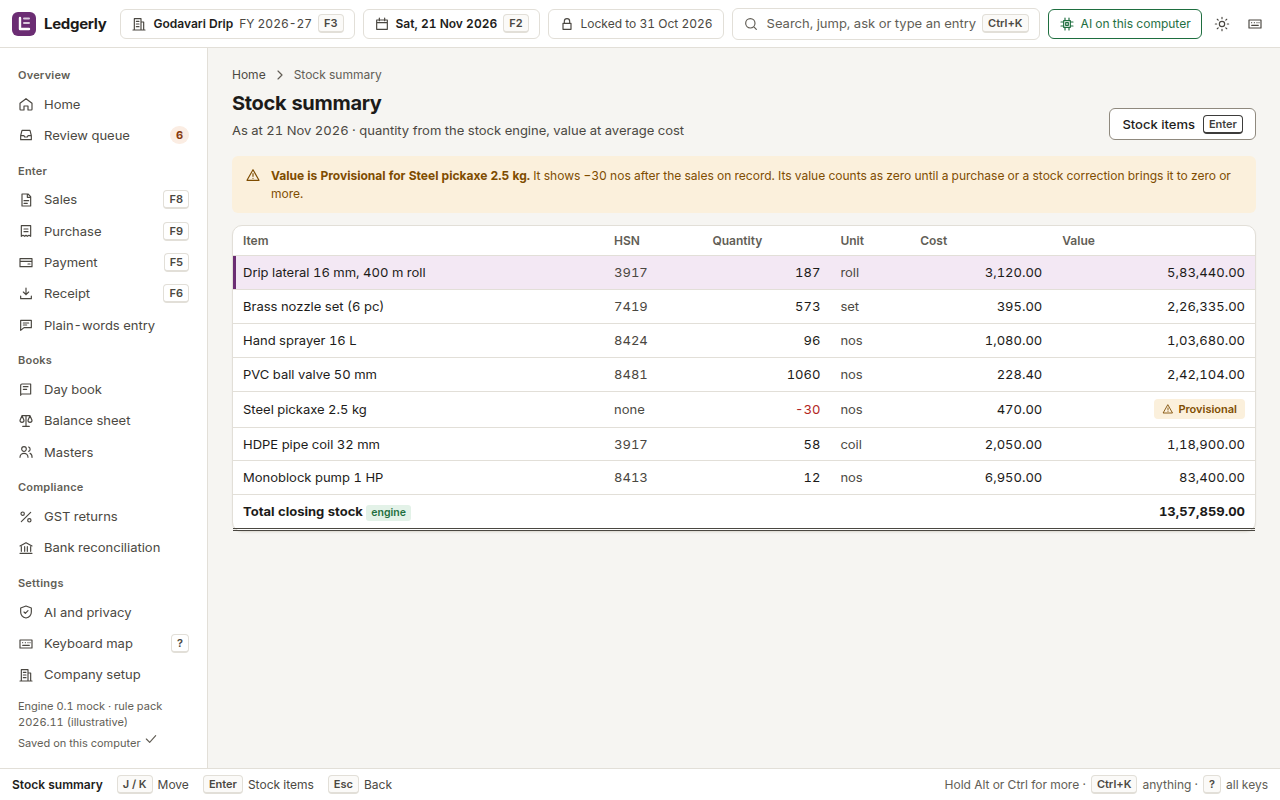 Ledgerly
Godavari Drip FY 2026-27 F3
Sat, 21 Nov 2026 F2
Locked to 31 Oct 2026
Search, jump, ask or type an entry Ctrl+K
AI on this computer
Overview
Home
Review queue 6
Enter
Sales F8
Purchase F9
Payment F5
Receipt F6
Plain-words entry
Books
Day book
Balance sheet
Masters
Compliance
GST returns
Bank reconciliation
Settings
AI and privacy
Keyboard map ?
Company setup
Engine 0.1 mock · rule pack
2026.11 (illustrative)
Saved on this computer
Home Stock summary
Stock summary
As at 21 Nov 2026 · quantity from the stock engine, value at average cost
Stock items Enter
Value is Provisional for Steel pickaxe 2.5 kg. It shows −30 nos after the sales on record. Its value counts as zero until a purchase or a stock correction brings it to zero or
more.
Item HSN Quantity Unit Cost Value
Drip lateral 16 mm, 400 m roll 3917 187 roll 3,120.00 5,83,440.00
Brass nozzle set (6 pc) 7419 573 set 395.00 2,26,335.00
Hand sprayer 16 L 8424 96 nos 1,080.00 1,03,680.00
PVC ball valve 50 mm 8481 1060 nos 228.40 2,42,104.00
Steel pickaxe 2.5 kg none -30 nos 470.00 Provisional
HDPE pipe coil 32 mm 3917 58 coil 2,050.00 1,18,900.00
Monoblock pump 1 HP 8413 12 nos 6,950.00 83,400.00
Total closing stock engine 13,57,859.00
Stock summary J / K Move Enter Stock items Esc Back
Hold Alt or Ctrl for more · Ctrl+K anything · ? all keys